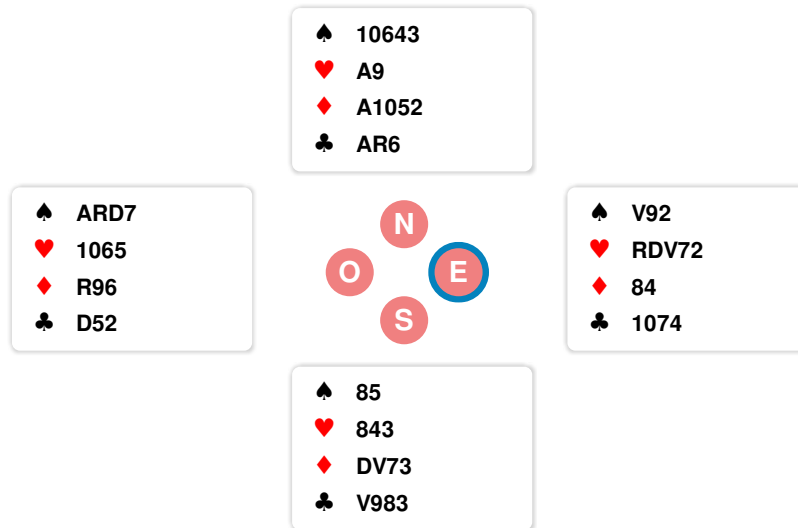 ♠ 10643
♥ A9
♦ A1052
♣ AR6
♠ ARD7
♥ 1065
♦ R96
♣ D52
N
O
E
S
♠ V92
♥ RDV72
♦ 84
♣ 1074
♠ 85
♥ 843
♦ DV73
♣ V983